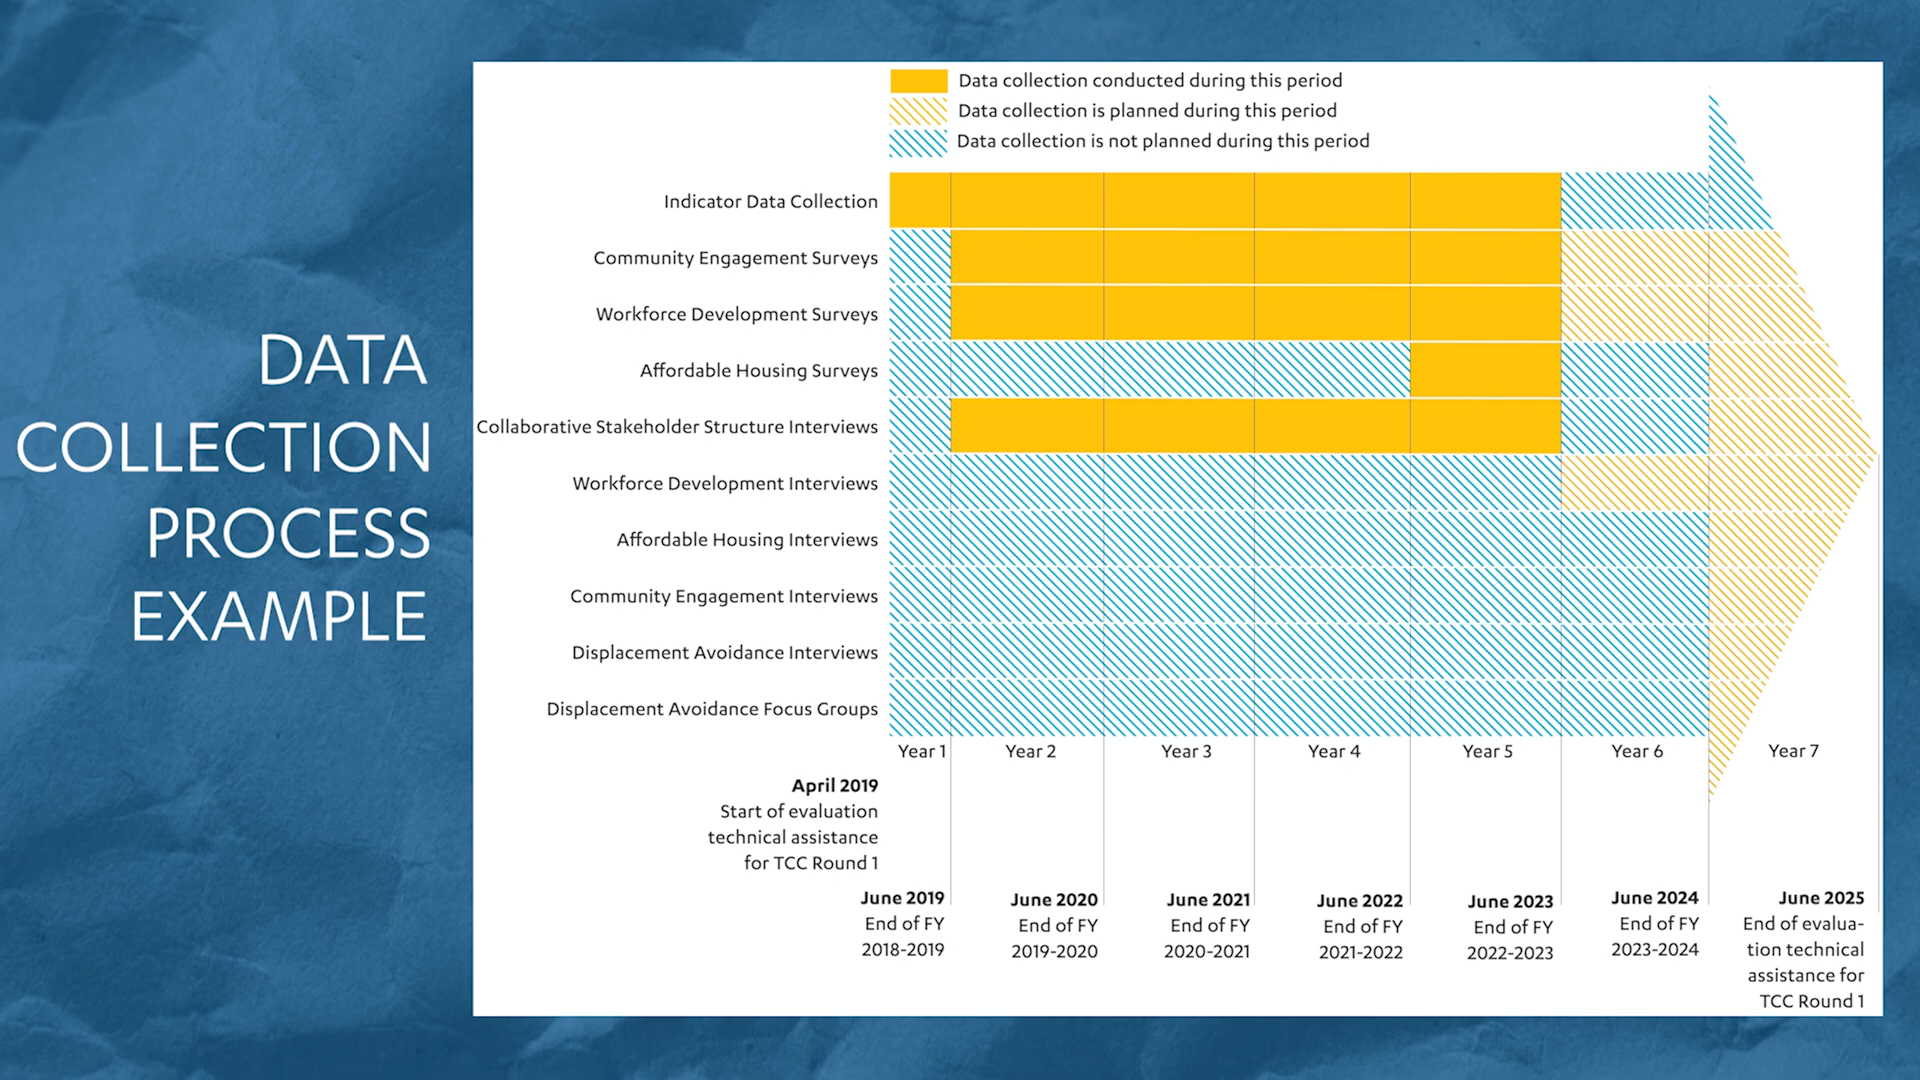 DATA
COLLECTION
PROCESS
EXAMPLE
Data collection conducted during this period
Data collection is planned during this period
Data collection is not planned during this period
Indicator Data Collection
Community Engagement Surveys
Workforce Development Surveys
Affordable Housing Surveys
Collaborative Stakeholder Structure Interviews
Workforce Development Interviews
Affordable Housing Interviews
Community Engagement Interviews
Displacement Avoidance Interviews
Displacement Avoidance Focus Groups
Year 1
Year 2
Year 3
Year 4
Year 5
Year 6
Year 7
April 2019
Start of evaluation
technical assistance
for TCC Round 1
June 2019
End of FY
2018-2019
June 2020
End of FY
2019-2020
June 2021
End of FY
2020-2021
June 2022
End of FY
2021-2022
June 2023
End of FY
2022-2023
June 2024
End of FY
2023-2024
June 2025
End of evalua-
tion technical
assistance for
TCC Round 1